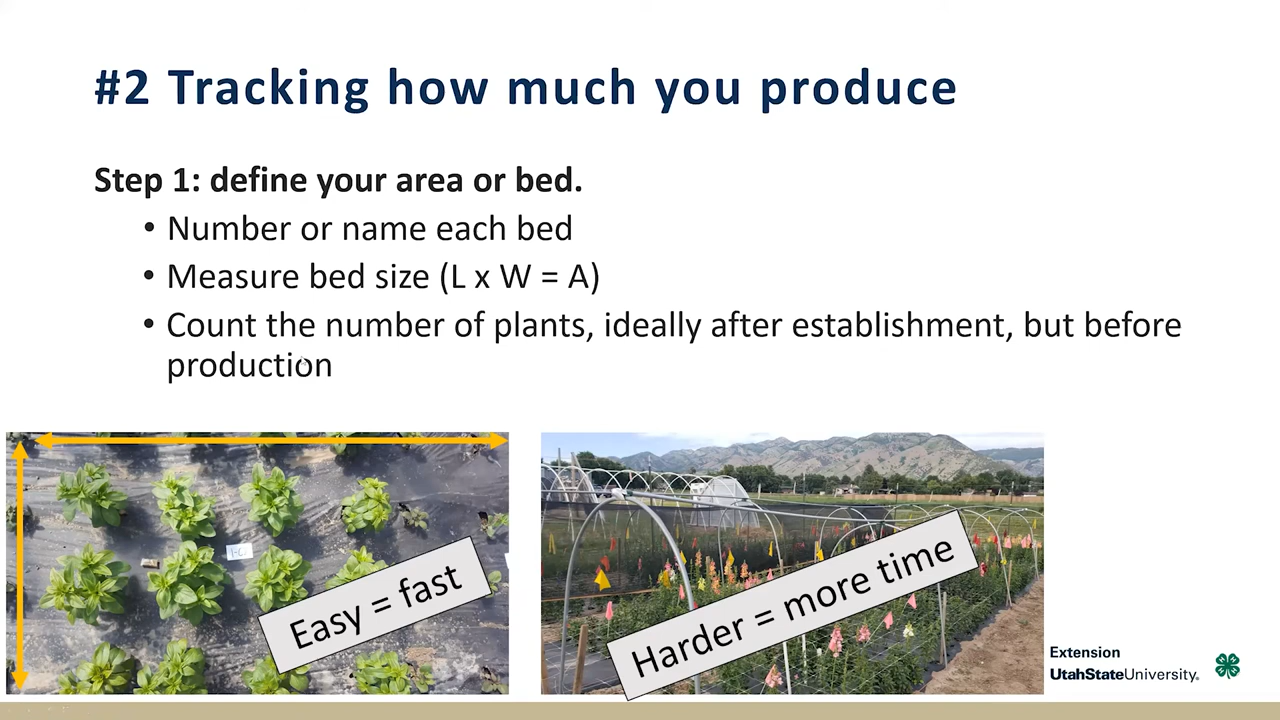 #2 Tracking how much you produce
Step 1: define your area or bed.
• Number or name each bed
• Measure bed size (L x W = A)
• Count the number of plants, ideally after establishment, but before
production
Easy = fast
Harder = more time
Extension
UtahStateUniversity®